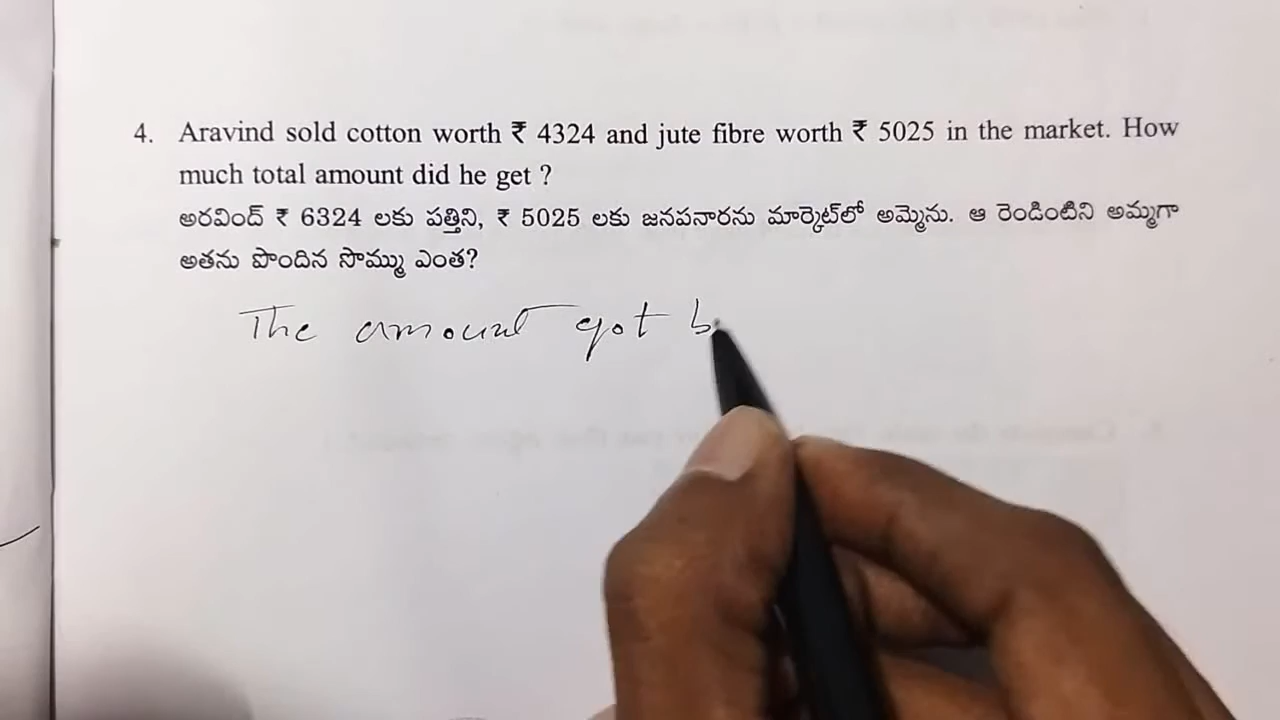 4. Aravind sold cotton worth ₹ 4324 and jute fibre worth ₹ 5025 in the market. How
much total amount did he get ?
అరవింద్ ₹ 6324 లకు పత్తిని, ₹ 5025 లకు జనపనారను మార్కెట్‌లో అమ్మెను. ఆ రెండింటిని అమ్మగా
అతను పొందిన సొమ్ము ఎంత?
The amount got b